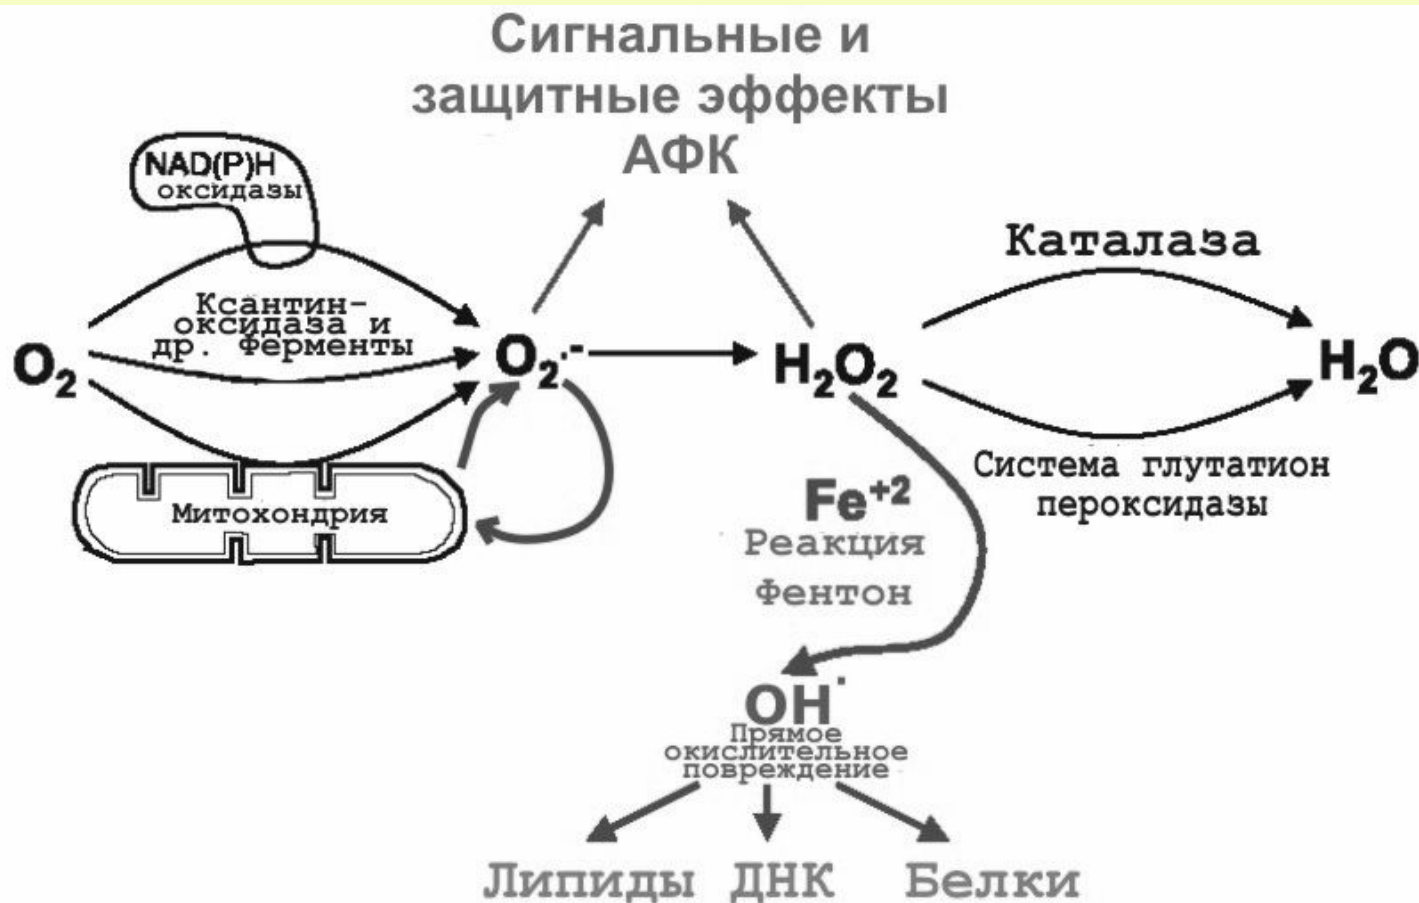 Сигнальные и
защитные эффекты
АФК
NAD(P)H
оксидазы
Каталаза
Ксантин-
оксидаза и
др. Ферменты
O₂
O₂·-
H₂O₂
H₂O
Митохондрия
Система глутатион
пероксидазы
Fe⁺²
Реакция
Фентон
OH·
Прямое
окислительное
повреждение
Липиды ДНК Белки